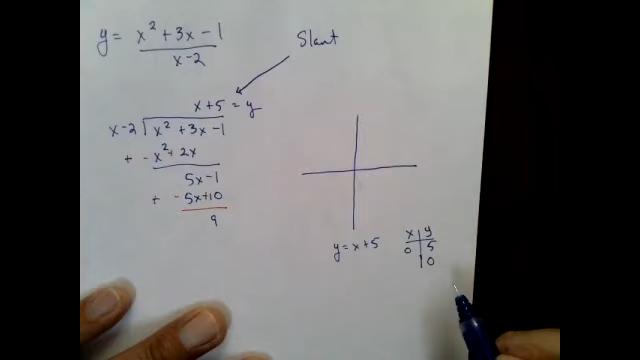 y = x² + 3x - 1
x - 2
Slant
x + 5 = y
x - 2 x² + 3x - 1
+ - x² + 2x
5x - 1
+ - 5x + 10
9
y = x + 5
x y
0 5
0